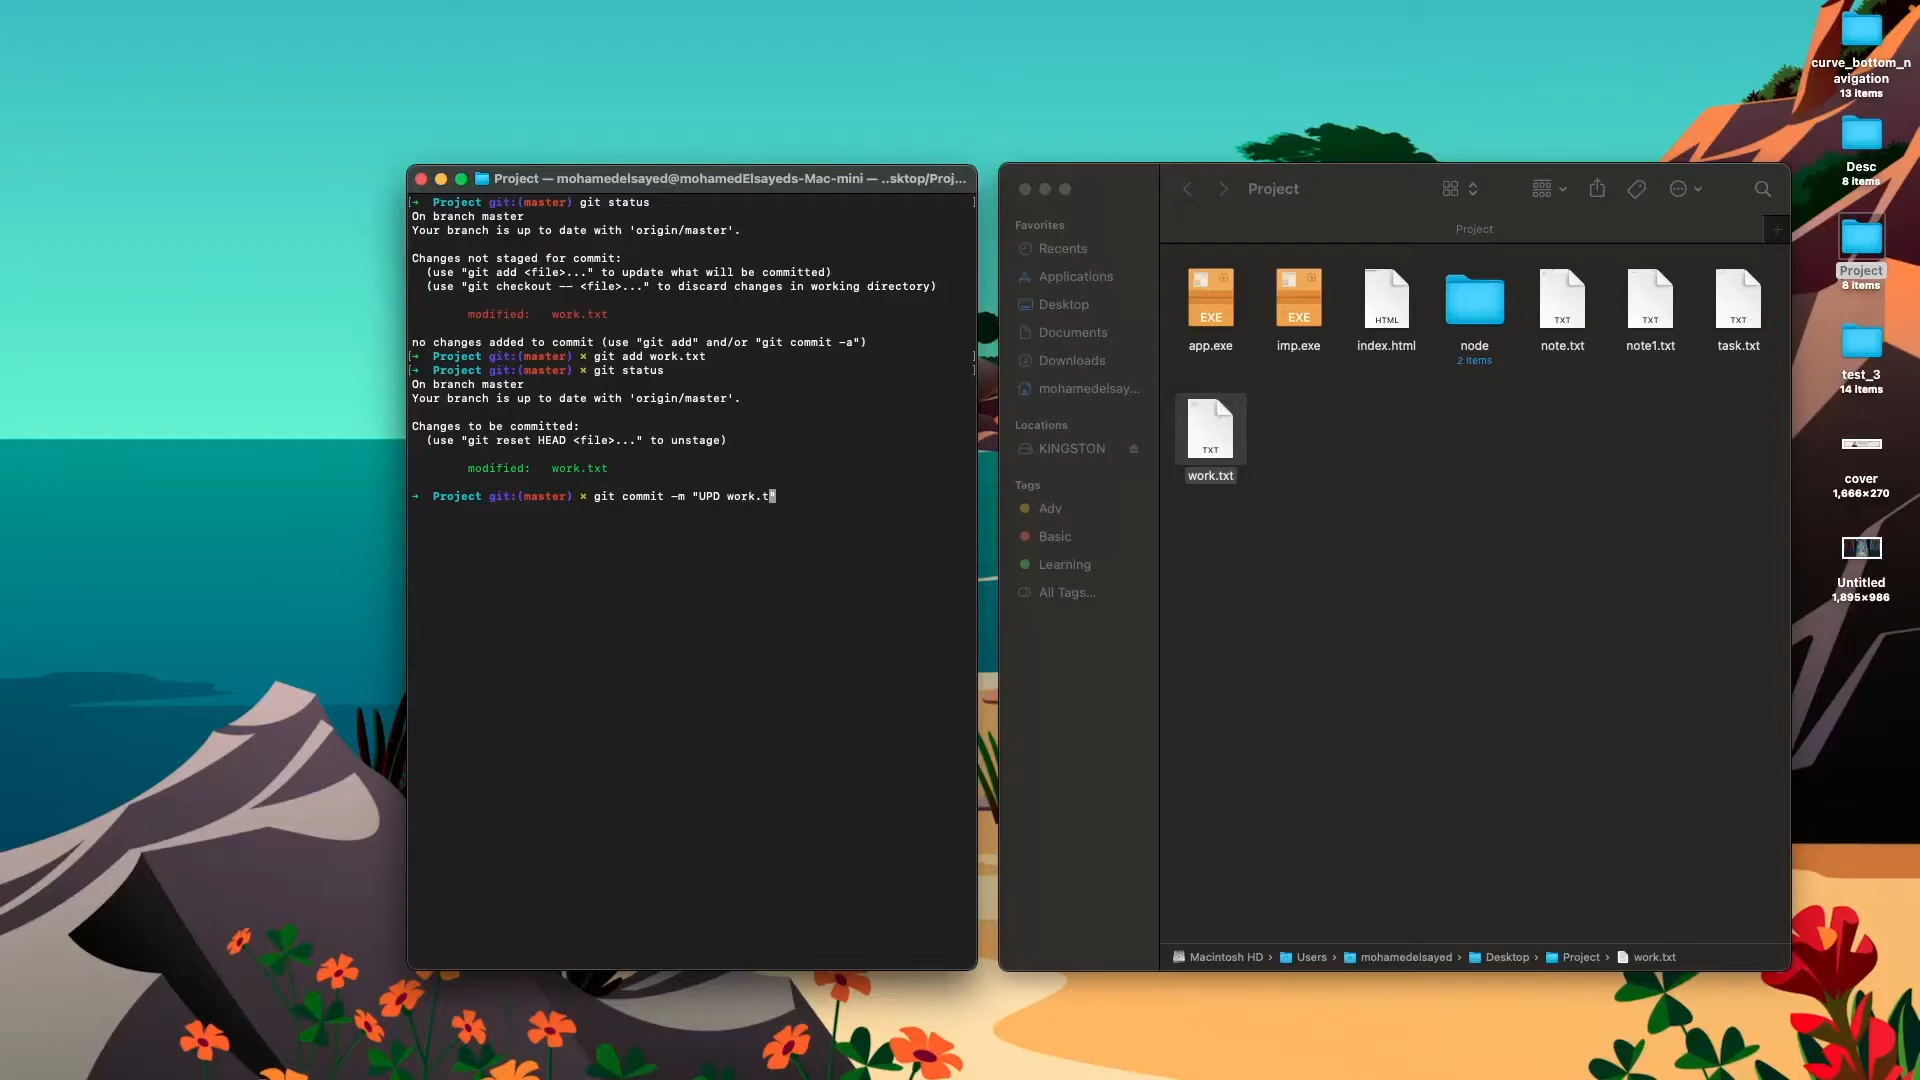 Project — mohamedelsayed@mohamedElsayeds-Mac-mini — ..sktop/Proj...
[→  Project git:(master) git status ]
On branch master
Your branch is up to date with 'origin/master'.
Changes not staged for commit:
(use "git add <file>..." to update what will be committed)
(use "git checkout -- <file>..." to discard changes in working directory)
modified:   work.txt
no changes added to commit (use "git add" and/or "git commit -a")
[→  Project git:(master) × git add work.txt ]
[→  Project git:(master) × git status ]
On branch master
Your branch is up to date with 'origin/master'.
Changes to be committed:
(use "git reset HEAD <file>..." to unstage)
modified:   work.txt
→  Project git:(master) × git commit -m "UPD work.t"
Project
Project
Favorites
Recents
Applications
Desktop
Documents
Downloads
mohamedelsay...
Locations
KINGSTON
Tags
Adv
Basic
Learning
All Tags...
EXE
EXE
HTML
TXT
TXT
TXT
app.exe
imp.exe
index.html
node
2 items
note.txt
note1.txt
task.txt
TXT
work.txt
Macintosh HD › Users › mohamedelsayed › Desktop › Project › work.txt
curve_bottom_n
avigation
13 items
Desc
8 items
Project
8 items
test_3
14 items
cover
1,666×270
Untitled
1,895×986